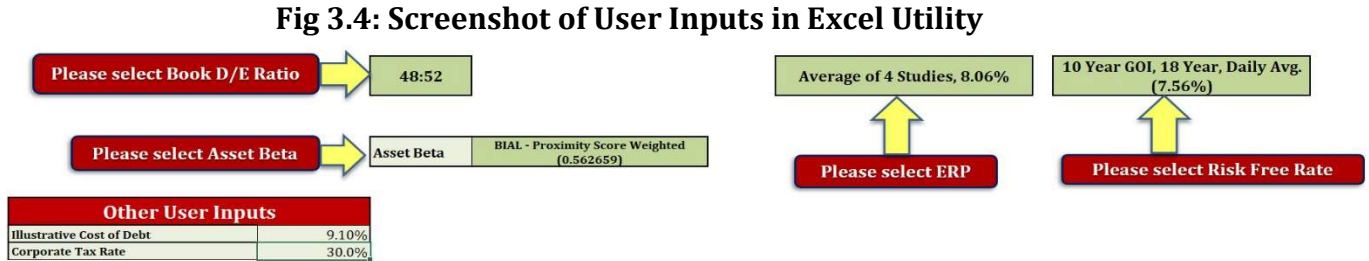 Fig 3.4: Screenshot of User Inputs in Excel Utility
Please select Book D/E Ratio
48:52
Average of 4 Studies, 8.06%
10 Year GOI, 18 Year, Daily Avg.
(7.56%)
Please select Asset Beta
Asset Beta
BIAL - Proximity Score Weighted
(0.562659)
Please select ERP
Please select Risk Free Rate
Other User Inputs
Illustrative Cost of Debt 9.10%
Corporate Tax Rate 30.0%